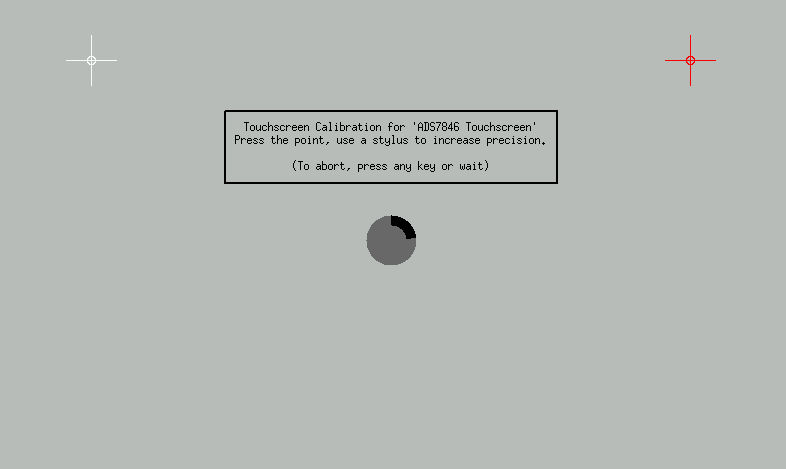 Touchscreen Calibration for 'ADS7846 Touchscreen'
Press the point, use a stylus to increase precision.
(To abort, press any key or wait)